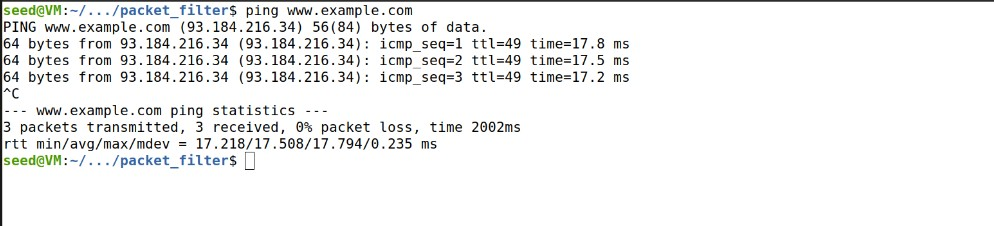 seed@VM:~/.../packet_filter$ ping www.example.com
PING www.example.com (93.184.216.34) 56(84) bytes of data.
64 bytes from 93.184.216.34 (93.184.216.34): icmp_seq=1 ttl=49 time=17.8 ms
64 bytes from 93.184.216.34 (93.184.216.34): icmp_seq=2 ttl=49 time=17.5 ms
64 bytes from 93.184.216.34 (93.184.216.34): icmp_seq=3 ttl=49 time=17.2 ms
^C
--- www.example.com ping statistics ---
3 packets transmitted, 3 received, 0% packet loss, time 2002ms
rtt min/avg/max/mdev = 17.218/17.508/17.794/0.235 ms
seed@VM:~/.../packet_filter$